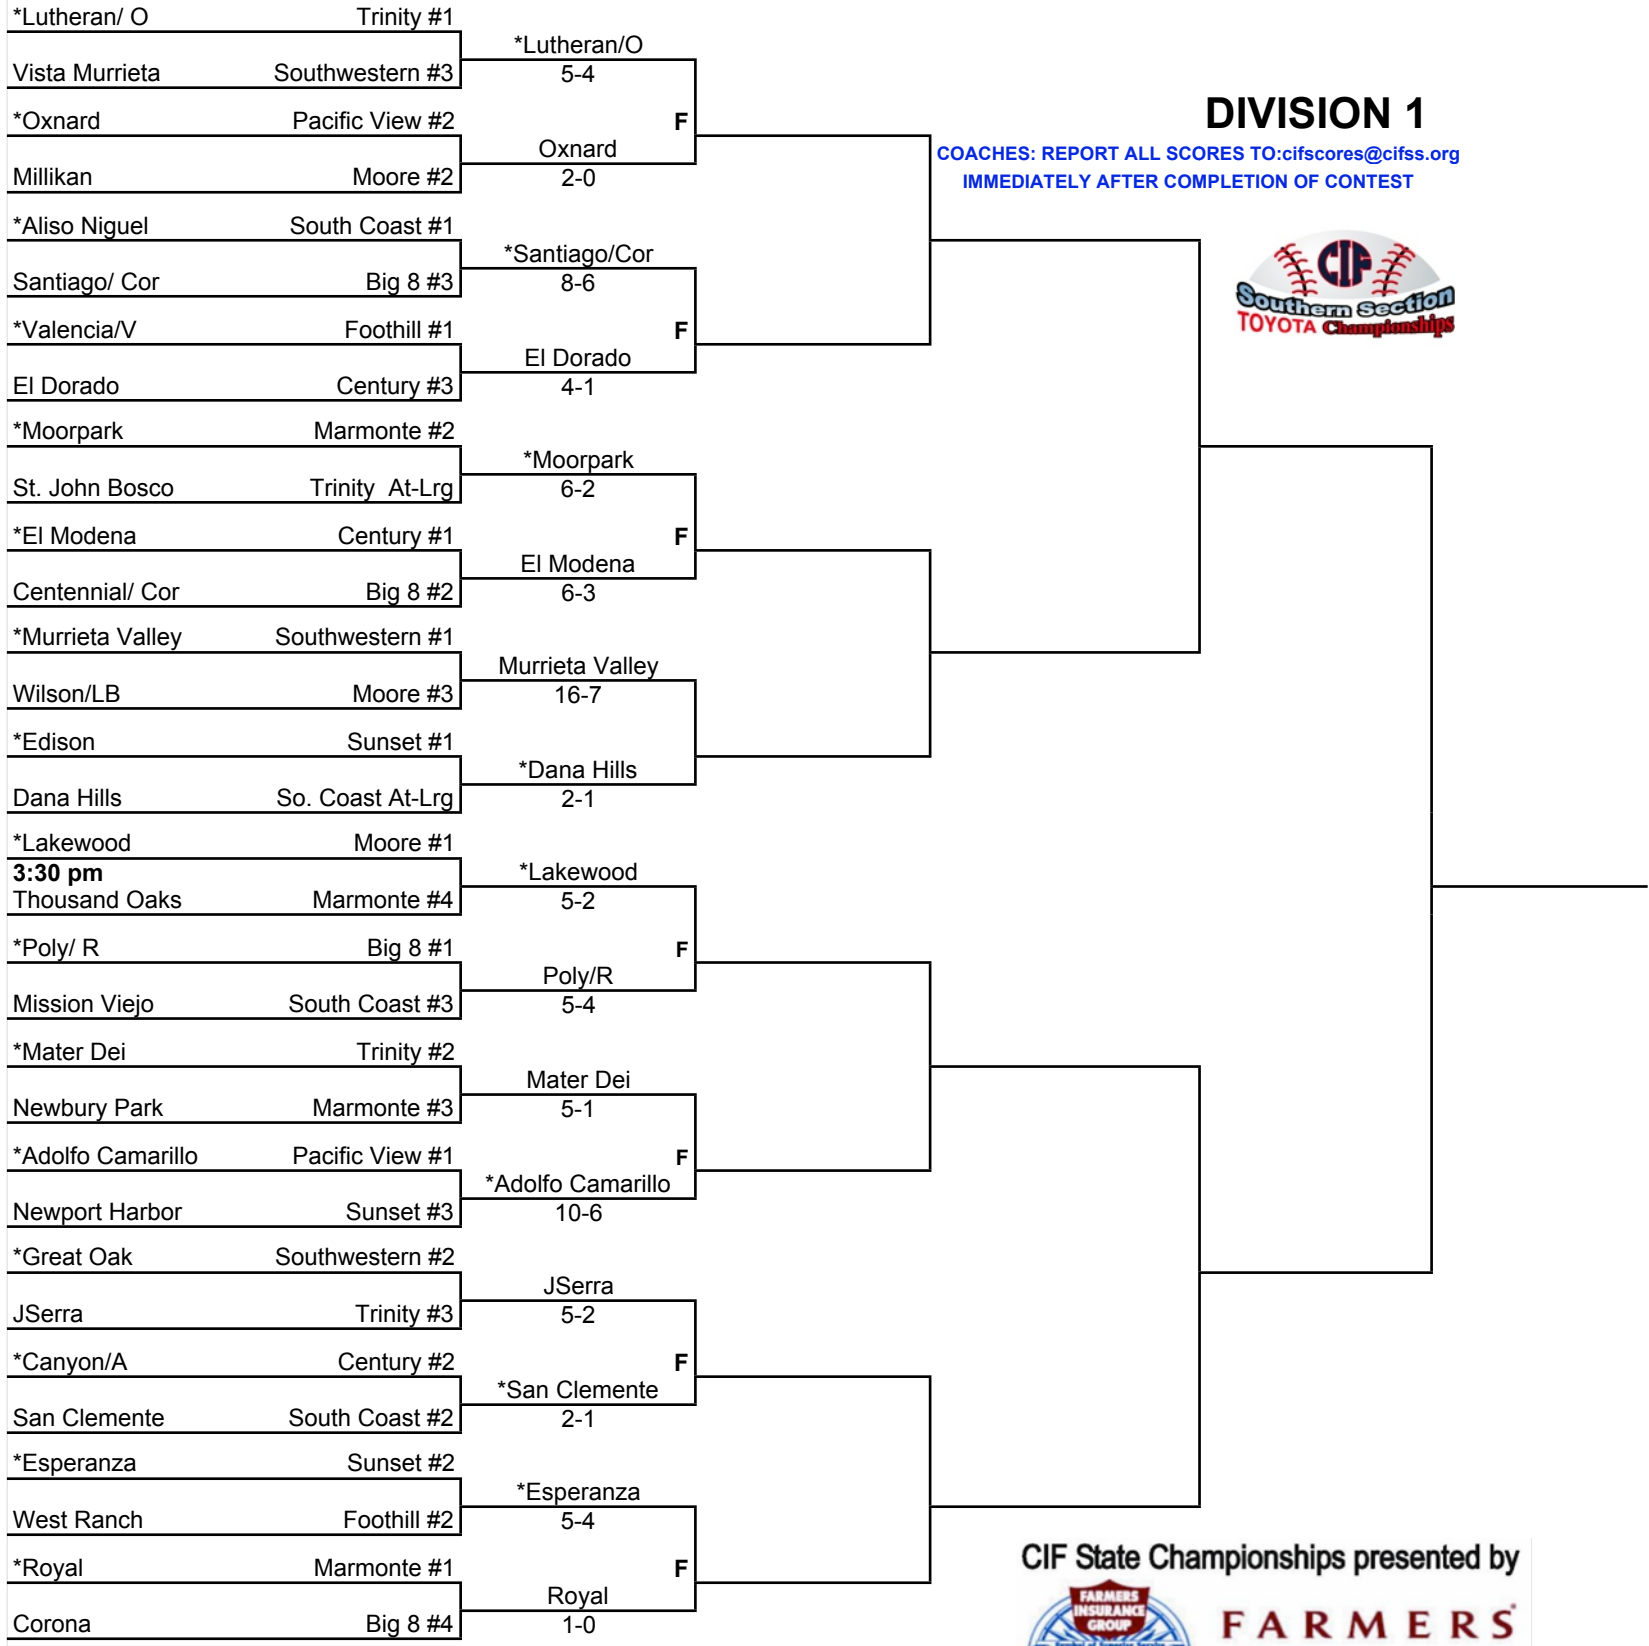 *Lutheran/ O Trinity #1
*Lutheran/O
Vista Murrieta Southwestern #3
5-4
DIVISION 1
*Oxnard Pacific View #2
F
Oxnard
COACHES: REPORT ALL SCORES TO:cifscores@cifss.org
Millikan Moore #2
2-0
IMMEDIATELY AFTER COMPLETION OF CONTEST
*Aliso Niguel South Coast #1
*Santiago/Cor
CIF
Santiago/ Cor Big 8 #3
8-6
Southern Section
TOYOTA Championships
*Valencia/V Foothill #1
F
El Dorado
El Dorado Century #3
4-1
*Moorpark Marmonte #2
*Moorpark
St. John Bosco Trinity At-Lrg
6-2
*El Modena Century #1
F
El Modena
Centennial/ Cor Big 8 #2
6-3
*Murrieta Valley Southwestern #1
Murrieta Valley
Wilson/LB Moore #3
16-7
*Edison Sunset #1
*Dana Hills
Dana Hills So. Coast At-Lrg
2-1
*Lakewood Moore #1
3:30 pm
*Lakewood
Thousand Oaks Marmonte #4
5-2
*Poly/ R Big 8 #1
F
Poly/R
Mission Viejo South Coast #3
5-4
*Mater Dei Trinity #2
Mater Dei
Newbury Park Marmonte #3
5-1
*Adolfo Camarillo Pacific View #1
F
*Adolfo Camarillo
Newport Harbor Sunset #3
10-6
*Great Oak Southwestern #2
JSerra
JSerra Trinity #3
5-2
*Canyon/A Century #2
F
*San Clemente
San Clemente South Coast #2
2-1
*Esperanza Sunset #2
*Esperanza
West Ranch Foothill #2
5-4
CIF State Championships presented by
*Royal Marmonte #1
F
Royal
Corona Big 8 #4
1-0
FARMERS
INSURANCE
GROUP
FARMERS